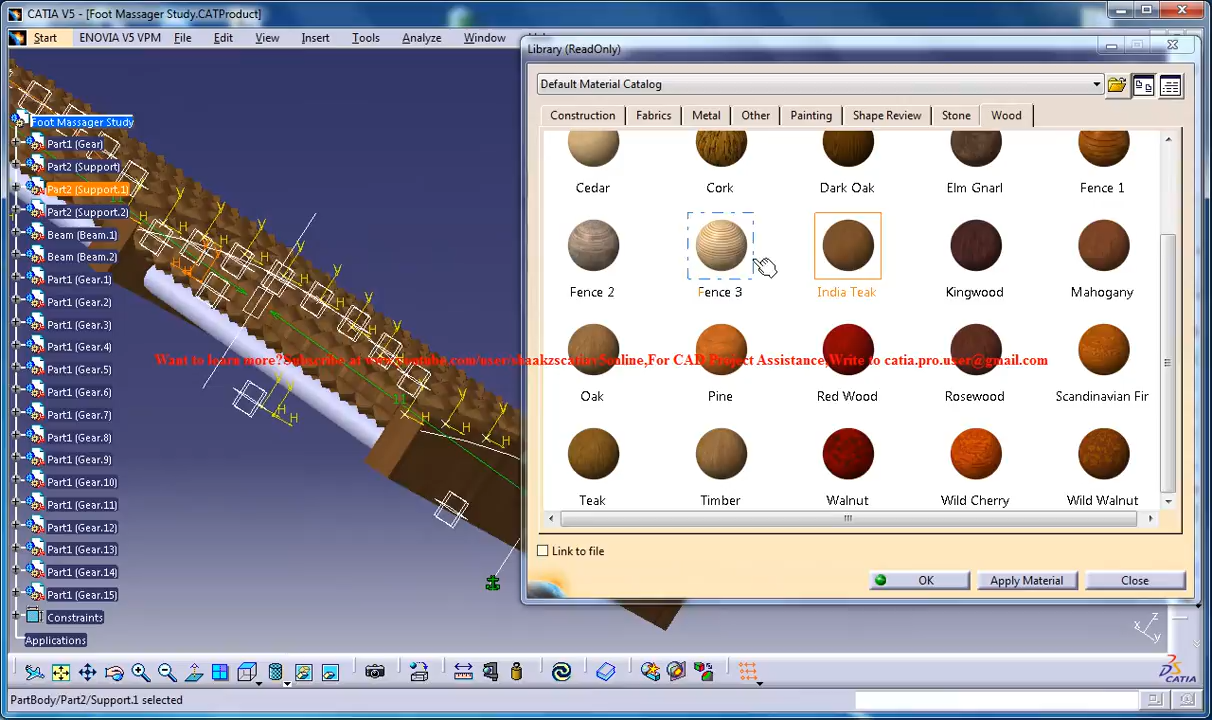 CATIA V5 - [Foot Massager Study.CATProduct]
Start ENOVIA V5 VPM File Edit View Insert Tools Analyze Window
Library (ReadOnly)
Default Material Catalog
Construction Fabrics Metal Other Painting Shape Review Stone Wood
Cedar Cork Dark Oak Elm Gnarl Fence 1
Fence 2 Fence 3 India Teak Kingwood Mahogany
Oak Pine Red Wood Rosewood Scandinavian Fir
Teak Timber Walnut Wild Cherry Wild Walnut
Link to file
OK Apply Material Close
Foot Massager Study
Part1 (Gear)
Part2 (Support)
Part2 (Support.1)
Part2 (Support.2)
Beam (Beam.1)
Beam (Beam.2)
Part1 (Gear.1)
Part1 (Gear.2)
Part1 (Gear.3)
Part1 (Gear.4)
Part1 (Gear.5)
Part1 (Gear.6)
Part1 (Gear.7)
Part1 (Gear.8)
Part1 (Gear.9)
Part1 (Gear.10)
Part1 (Gear.11)
Part1 (Gear.12)
Part1 (Gear.13)
Part1 (Gear.14)
Part1 (Gear.15)
Constraints
Applications
Want to learn more?Subscribe at www.youtube.com/user/shaakzscatiav5online,For CAD Project Assistance,Write to catia.pro.user@gmail.com
CATIA
PartBody/Part2/Support.1 selected